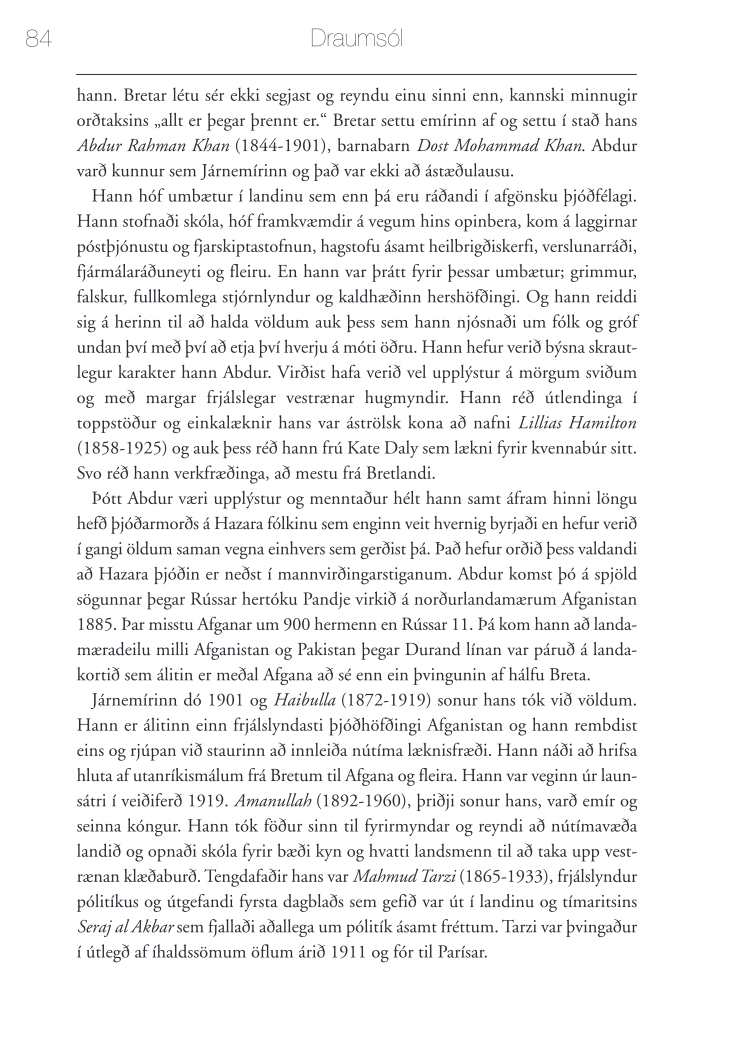 84
Draumsól
hann. Bretar létu sér ekki segjast og reyndu einu sinni enn, kannski minnugir
orðtaksins „allt er þegar þrennt er.“ Bretar settu emírinn af og settu í stað hans
Abdur Rahman Khan (1844-1901), barnabarn Dost Mohammad Khan. Abdur
varð kunnur sem Járnemírinn og það var ekki að ástæðulausu.
Hann hóf umbætur í landinu sem enn þá eru ráðandi í afgönsku þjóðfélagi.
Hann stofnaði skóla, hóf framkvæmdir á vegum hins opinbera, kom á laggirnar
póstþjónustu og fjarskiptastofnun, hagstofu ásamt heilbrigðiskerfi, verslunarráði,
fjármálaráðuneyti og fleiru. En hann var þrátt fyrir þessar umbætur; grimmur,
falskur, fullkomlega stjórnlyndur og kaldhæðinn hershöfðingi. Og hann reiddi
sig á herinn til að halda völdum auk þess sem hann njósnaði um fólk og gróf
undan því með því að etja því hverju á móti öðru. Hann hefur verið býsna skraut-
legur karakter hann Abdur. Virðist hafa verið vel upplýstur á mörgum sviðum
og með margar frjálslegar vestrænar hugmyndir. Hann réð útlendinga í
toppstöður og einkalæknir hans var áströlsk kona að nafni Lillias Hamilton
(1858-1925) og auk þess réð hann frú Kate Daly sem lækni fyrir kvennabúr sitt.
Svo réð hann verkfræðinga, að mestu frá Bretlandi.
Þótt Abdur væri upplýstur og menntaður hélt hann samt áfram hinni löngu
hefð þjóðarmorðs á Hazara fólkinu sem enginn veit hvernig byrjaði en hefur verið
í gangi öldum saman vegna einhvers sem gerðist þá. Það hefur orðið þess valdandi
að Hazara þjóðin er neðst í mannvirðingarstiganum. Abdur komst þó á spjöld
sögunnar þegar Rússar hertóku Pandje virkið á norðurlandamærum Afganistan
1885. Þar misstu Afganar um 900 hermenn en Rússar 11. Þá kom hann að landa-
mæradeilu milli Afganistan og Pakistan þegar Durand línan var páruð á landa-
kortið sem álitin er meðal Afgana að sé enn ein þvingunin af hálfu Breta.
Járnemírinn dó 1901 og Haibulla (1872-1919) sonur hans tók við völdum.
Hann er álitinn einn frjálslyndasti þjóðhöfðingi Afganistan og hann rembdist
eins og rjúpan við staurinn að innleiða nútíma læknisfræði. Hann náði að hrifsa
hluta af utanríkismálum frá Bretum til Afgana og fleira. Hann var veginn úr laun-
sátri í veiðiferð 1919. Amanullah (1892-1960), þriðji sonur hans, varð emír og
seinna kóngur. Hann tók föður sinn til fyrirmyndar og reyndi að nútímavæða
landið og opnaði skóla fyrir bæði kyn og hvatti landsmenn til að taka upp vest-
rænan klæðaburð. Tengdafaðir hans var Mahmud Tarzi (1865-1933), frjálslyndur
pólitíkus og útgefandi fyrsta dagblaðs sem gefið var út í landinu og tímaritsins
Seraj al Akbar sem fjallaði aðallega um pólitík ásamt fréttum. Tarzi var þvingaður
í útlegð af íhaldssömum öflum árið 1911 og fór til Parísar.